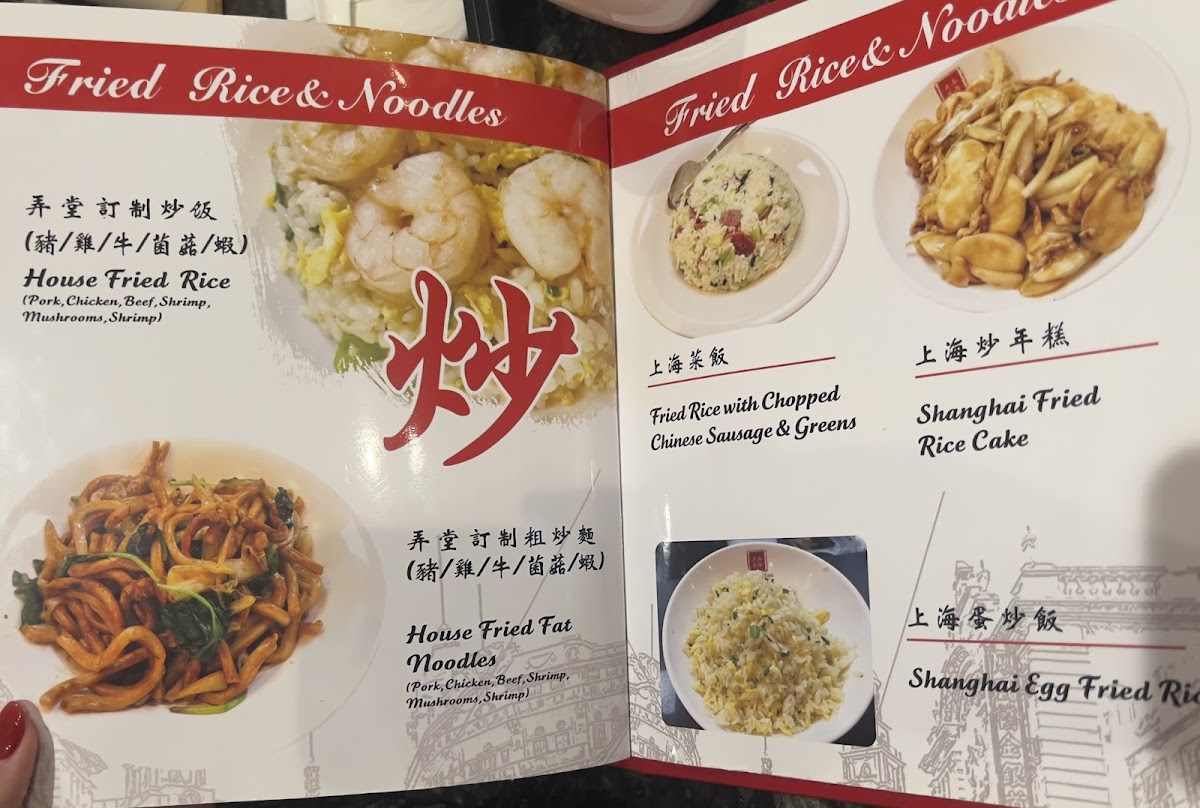 Fried Rice & Noodles
弄堂訂制炒饭
(豬/雞/牛/菌菇/蝦)
House Fried Rice
(Pork, Chicken, Beef, Shrimp,
Mushrooms, Shrimp)
炒
弄堂訂制粗炒麵
(豬/雞/牛/菌菇/蝦)
House Fried Fat
Noodles
(Pork, Chicken, Beef, Shrimp,
Mushrooms, Shrimp)
Fried Rice & Noodles
上海菜飯
Fried Rice with Chopped
Chinese Sausage & Greens
上海炒年糕
Shanghai Fried
Rice Cake
上海蛋炒飯
Shanghai Egg Fried Ri